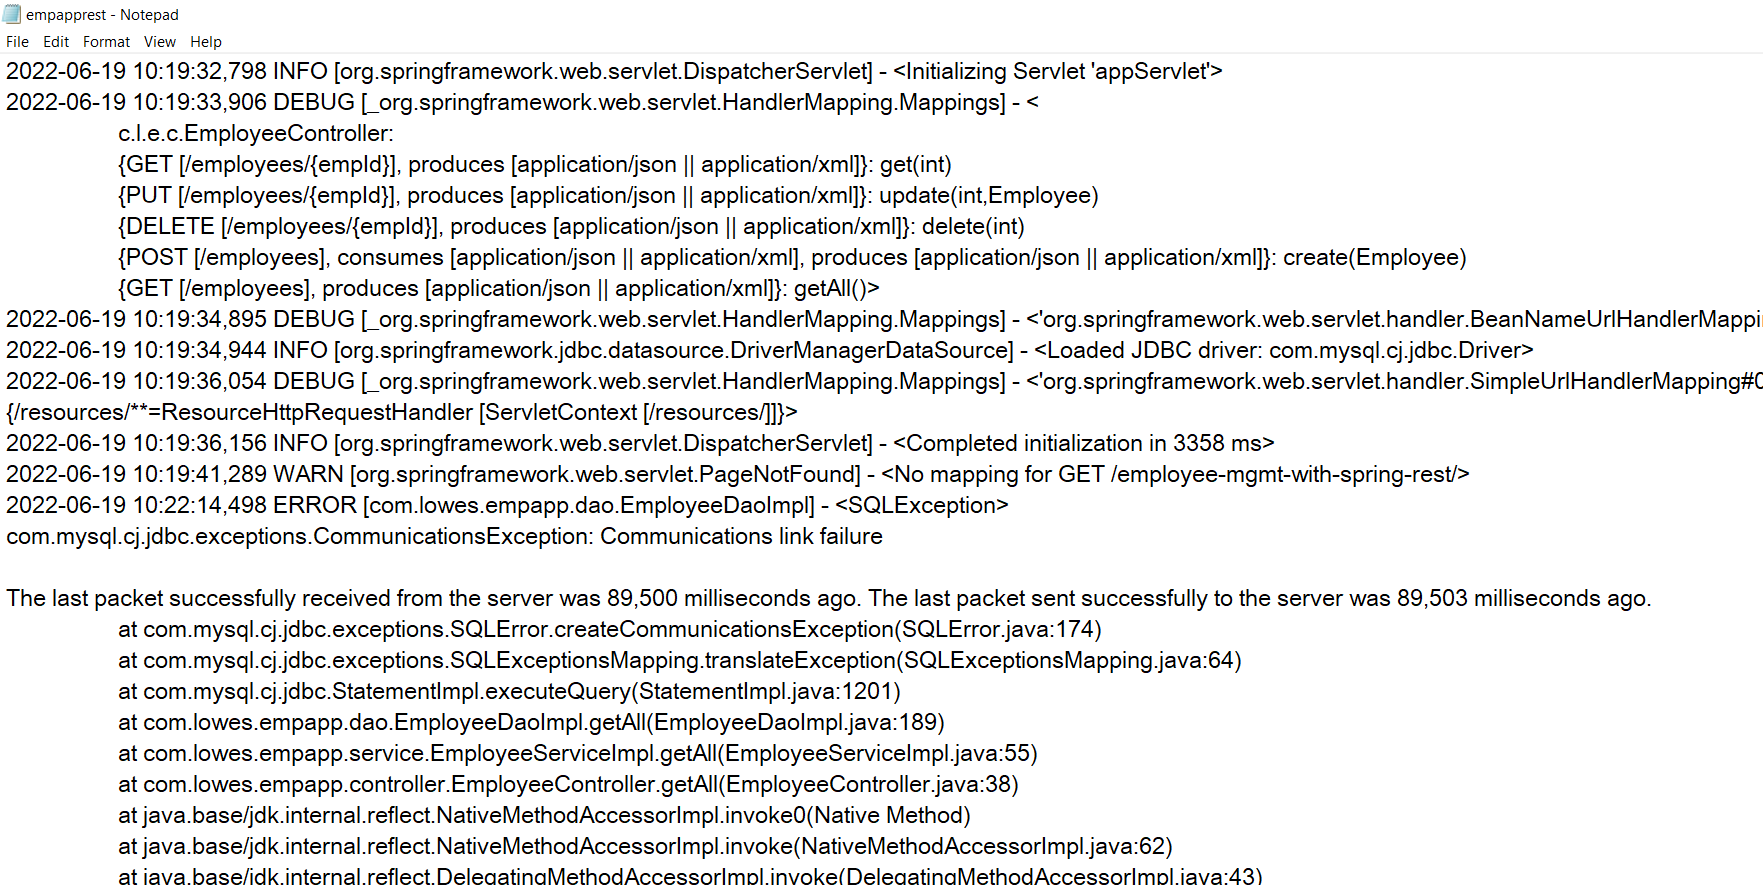 empapprest - Notepad
File Edit Format View Help
2022-06-19 10:19:32,798 INFO [org.springframework.web.servlet.DispatcherServlet] - <Initializing Servlet 'appServlet'>
2022-06-19 10:19:33,906 DEBUG [_org.springframework.web.servlet.HandlerMapping.Mappings] - <
c.l.e.c.EmployeeController:
{GET [/employees/{empId}], produces [application/json || application/xml]}: get(int)
{PUT [/employees/{empId}], produces [application/json || application/xml]}: update(int,Employee)
{DELETE [/employees/{empId}], produces [application/json || application/xml]}: delete(int)
{POST [/employees], consumes [application/json || application/xml], produces [application/json || application/xml]}: create(Employee)
{GET [/employees], produces [application/json || application/xml]}: getAll()>
2022-06-19 10:19:34,895 DEBUG [_org.springframework.web.servlet.HandlerMapping.Mappings] - <'org.springframework.web.servlet.handler.BeanNameUrlHandlerMappi
2022-06-19 10:19:34,944 INFO [org.springframework.jdbc.datasource.DriverManagerDataSource] - <Loaded JDBC driver: com.mysql.cj.jdbc.Driver>
2022-06-19 10:19:36,054 DEBUG [_org.springframework.web.servlet.HandlerMapping.Mappings] - <'org.springframework.web.servlet.handler.SimpleUrlHandlerMapping#0
{/resources/**=ResourceHttpRequestHandler [ServletContext [/resources/]]}>
2022-06-19 10:19:36,156 INFO [org.springframework.web.servlet.DispatcherServlet] - <Completed initialization in 3358 ms>
2022-06-19 10:19:41,289 WARN [org.springframework.web.servlet.PageNotFound] - <No mapping for GET /employee-mgmt-with-spring-rest/>
2022-06-19 10:22:14,498 ERROR [com.lowes.empapp.dao.EmployeeDaoImpl] - <SQLException>
com.mysql.cj.jdbc.exceptions.CommunicationsException: Communications link failure
The last packet successfully received from the server was 89,500 milliseconds ago. The last packet sent successfully to the server was 89,503 milliseconds ago.
at com.mysql.cj.jdbc.exceptions.SQLError.createCommunicationsException(SQLError.java:174)
at com.mysql.cj.jdbc.exceptions.SQLExceptionsMapping.translateException(SQLExceptionsMapping.java:64)
at com.mysql.cj.jdbc.StatementImpl.executeQuery(StatementImpl.java:1201)
at com.lowes.empapp.dao.EmployeeDaoImpl.getAll(EmployeeDaoImpl.java:189)
at com.lowes.empapp.service.EmployeeServiceImpl.getAll(EmployeeServiceImpl.java:55)
at com.lowes.empapp.controller.EmployeeController.getAll(EmployeeController.java:38)
at java.base/jdk.internal.reflect.NativeMethodAccessorImpl.invoke0(Native Method)
at java.base/jdk.internal.reflect.NativeMethodAccessorImpl.invoke(NativeMethodAccessorImpl.java:62)
at java.base/jdk.internal.reflect.DelegatingMethodAccessorImpl.invoke(DelegatingMethodAccessorImpl.java:43)